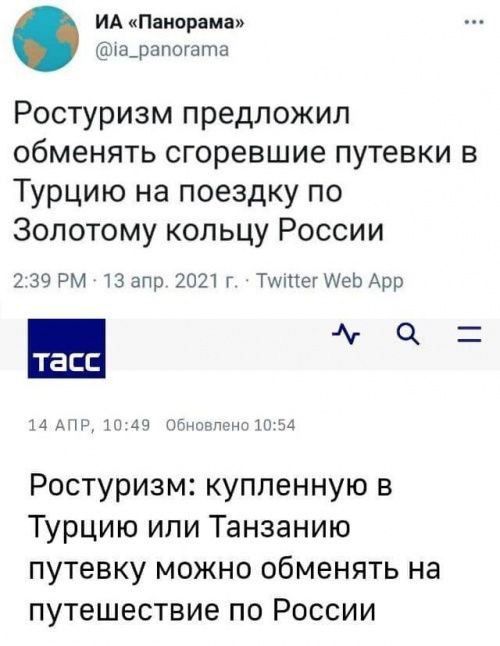 ИА «Панорама»
@ia_panorama
Ростуризм предложил
обменять сгоревшие путевки в
Турцию на поездку по
Золотому кольцу России
2:39 PM · 13 апр. 2021 г. · Twitter Web App
тасс
14 АПР, 10:49 Обновлено 10:54
Ростуризм: купленную в
Турцию или Танзанию
путевку можно обменять на
путешествие по России